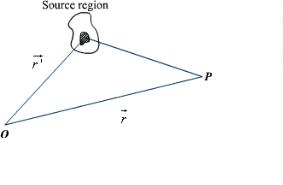 Source region
r⃗ '
P
r⃗
O